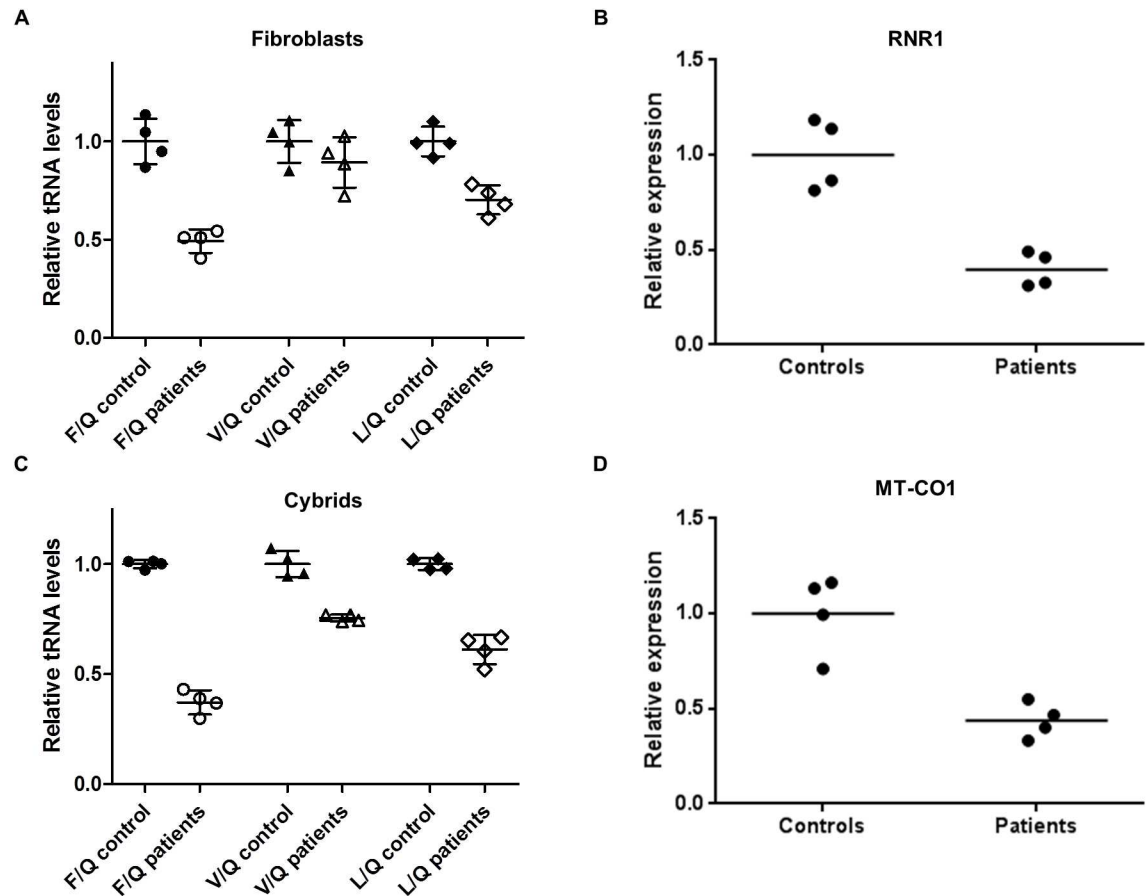 A
Fibroblasts
Relative tRNA levels
1.0
0.5
0.0
F/Q control
F/Q patients
V/Q control
V/Q patients
L/Q control
L/Q patients
B
RNR1
Relative expression
1.5
1.0
0.5
0.0
Controls
Patients
C
Cybrids
Relative tRNA levels
1.0
0.5
0.0
F/Q control
F/Q patients
V/Q control
V/Q patients
L/Q control
L/Q patients
D
MT-CO1
Relative expression
1.5
1.0
0.5
0.0
Controls
Patients